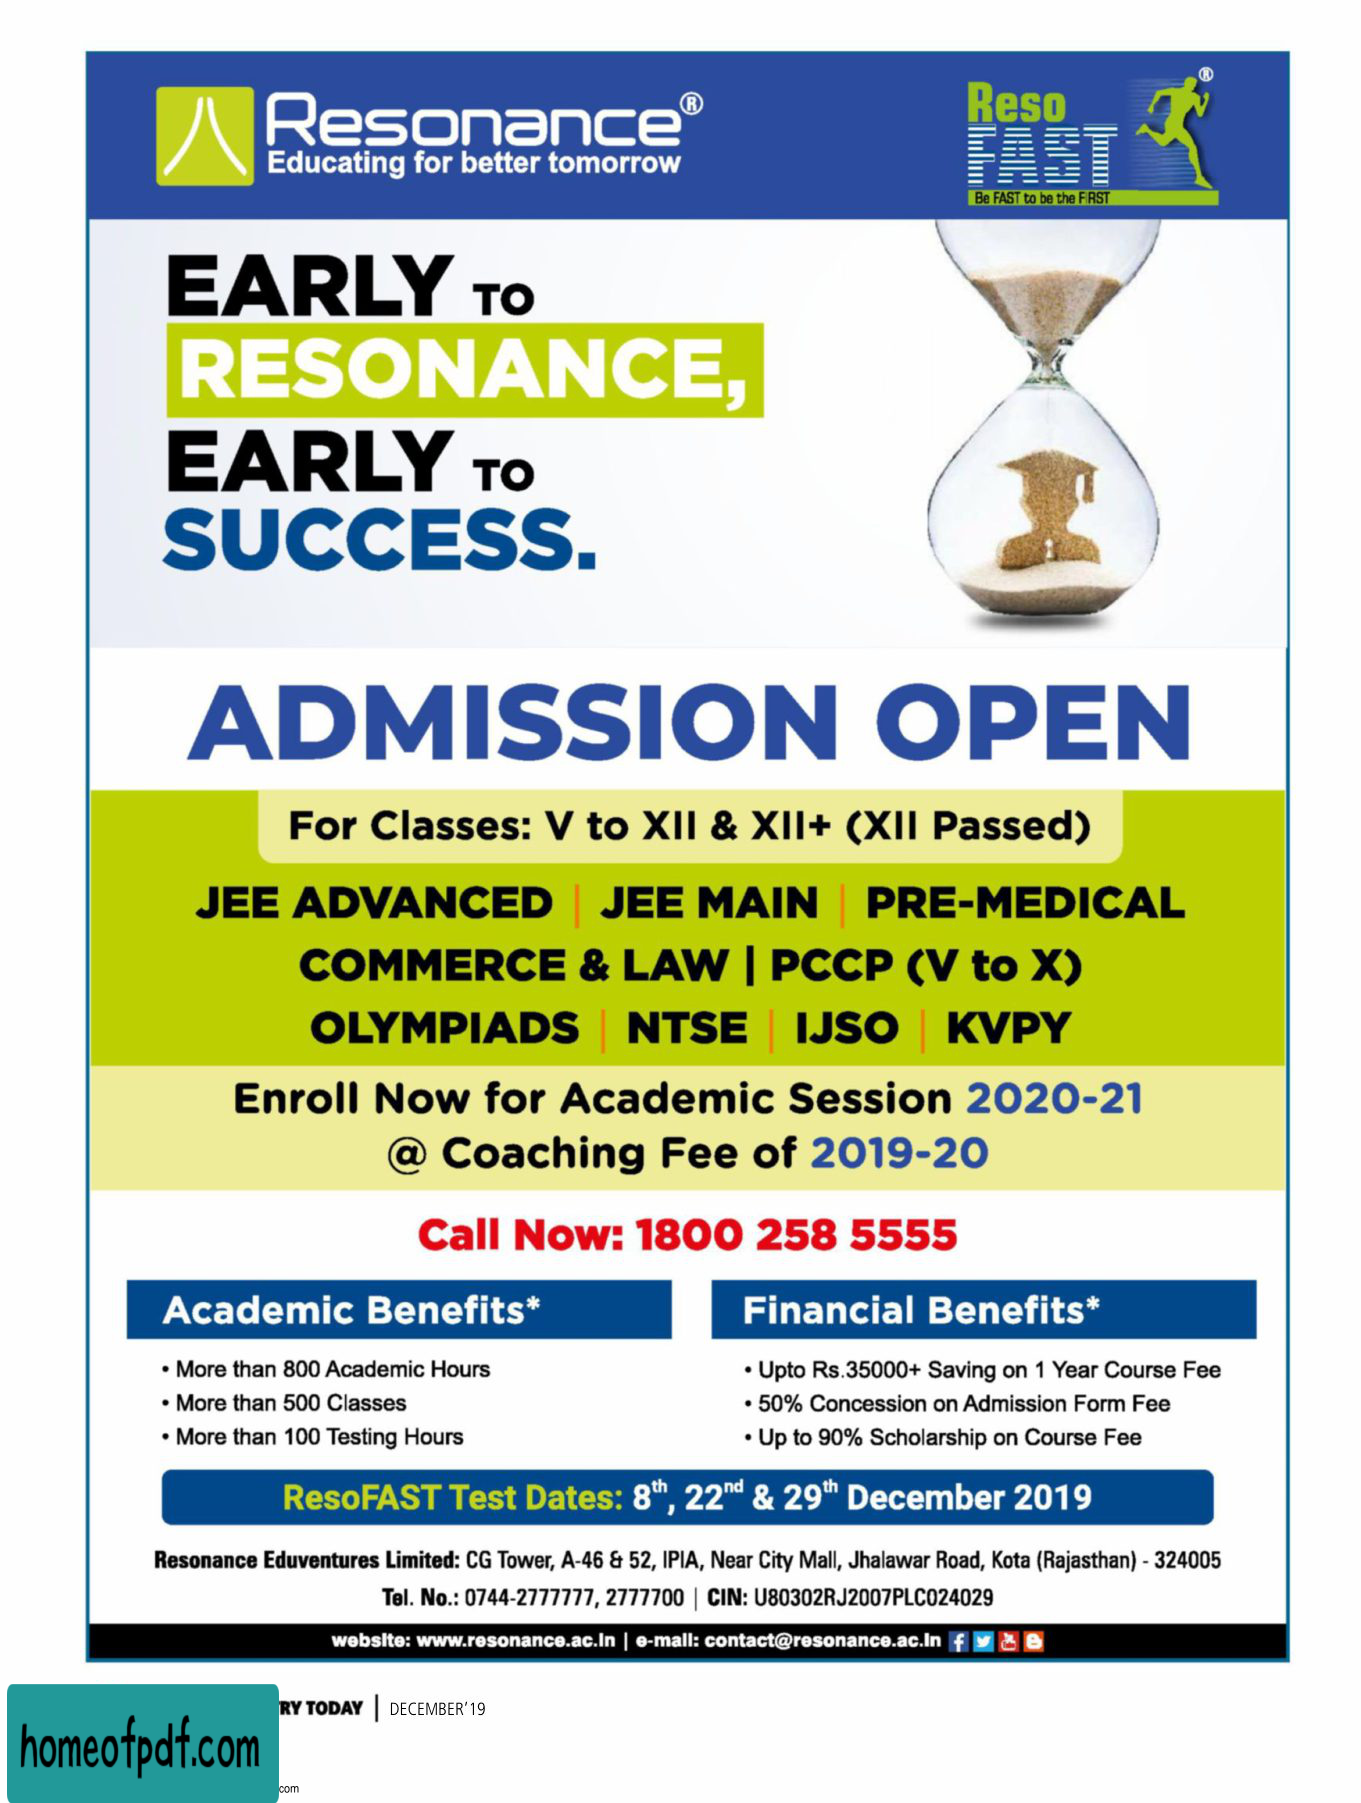 Resonance®
Educating for better tomorrow
Reso
FAST
®
Be FAST to be the FIRST
EARLY TO
RESONANCE,
EARLY TO
SUCCESS.
ADMISSION OPEN
For Classes: V to XII & XII+ (XII Passed)
JEE ADVANCED | JEE MAIN | PRE-MEDICAL
COMMERCE & LAW | PCCP (V to X)
OLYMPIADS | NTSE | IJSO | KVPY
Enroll Now for Academic Session 2020-21
@ Coaching Fee of 2019-20
Call Now: 1800 258 5555
Academic Benefits*
• More than 800 Academic Hours
• More than 500 Classes
• More than 100 Testing Hours
Financial Benefits*
• Upto Rs.35000+ Saving on 1 Year Course Fee
• 50% Concession on Admission Form Fee
• Up to 90% Scholarship on Course Fee
ResoFAST Test Dates: 8th, 22nd & 29th December 2019
Resonance Eduventures Limited: CG Tower, A-46 & 52, IPIA, Near City Mall, Jhalawar Road, Kota (Rajasthan) - 324005
Tel. No.: 0744-2777777, 2777700 | CIN: U80302RJ2007PLC024029
website: www.resonance.ac.in | e-mail: contact@resonance.ac.in
RY TODAY | DECEMBER'19
homeofpdf.com
.com